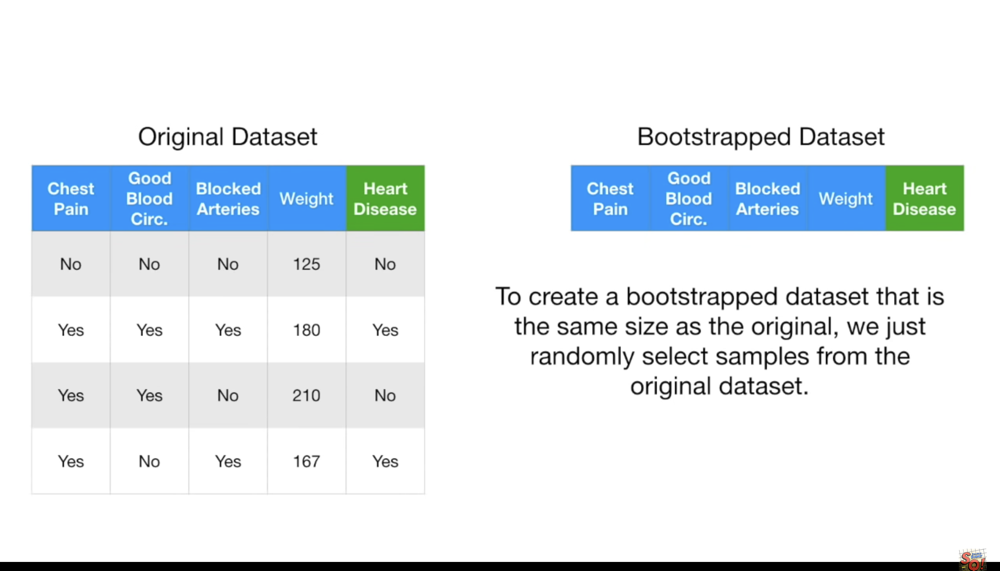 Original Dataset
Chest Pain Good Blood Circ. Blocked Arteries Weight Heart Disease
No No No 125 No
Yes Yes Yes 180 Yes
Yes Yes No 210 No
Yes No Yes 167 Yes
Bootstrapped Dataset
Chest Pain Good Blood Circ. Blocked Arteries Weight Heart Disease
To create a bootstrapped dataset that is
the same size as the original, we just
randomly select samples from the
original dataset.
SQ!